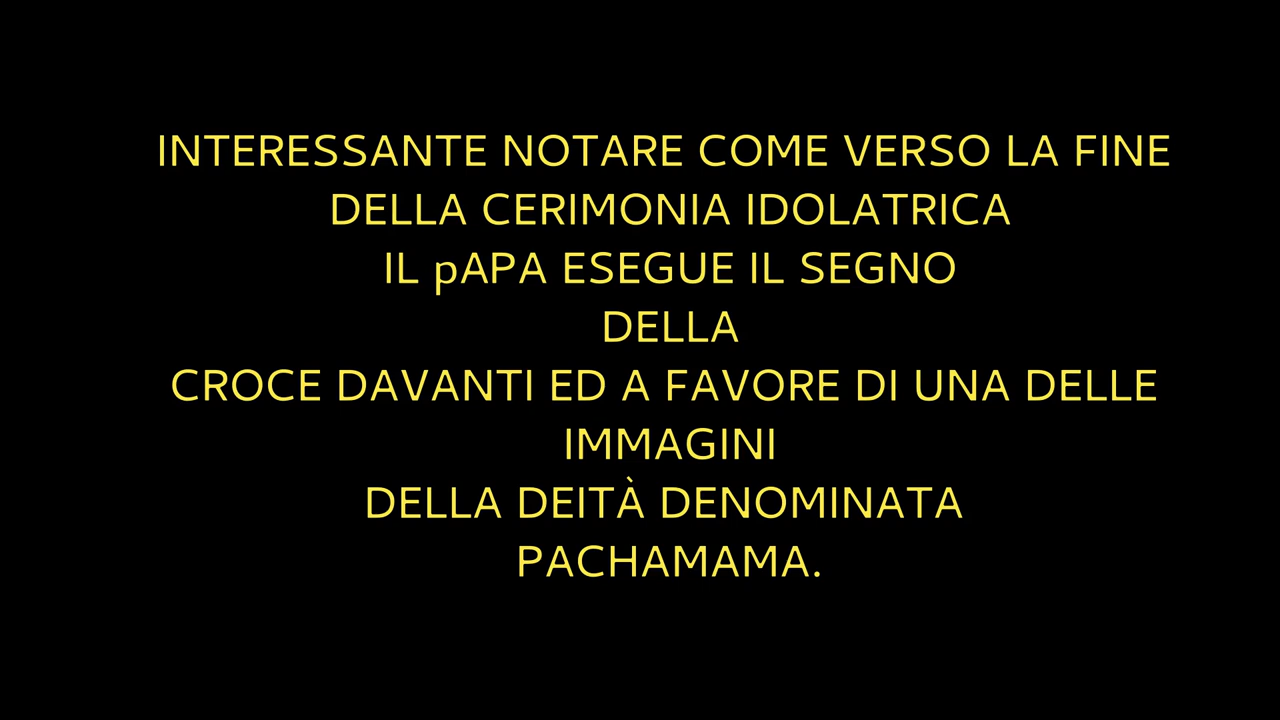 INTERESSANTE NOTARE COME VERSO LA FINE
DELLA CERIMONIA IDOLATRICA
IL pAPA ESEGUE IL SEGNO
DELLA
CROCE DAVANTI ED A FAVORE DI UNA DELLE
IMMAGINI
DELLA DEITÀ DENOMINATA
PACHAMAMA.